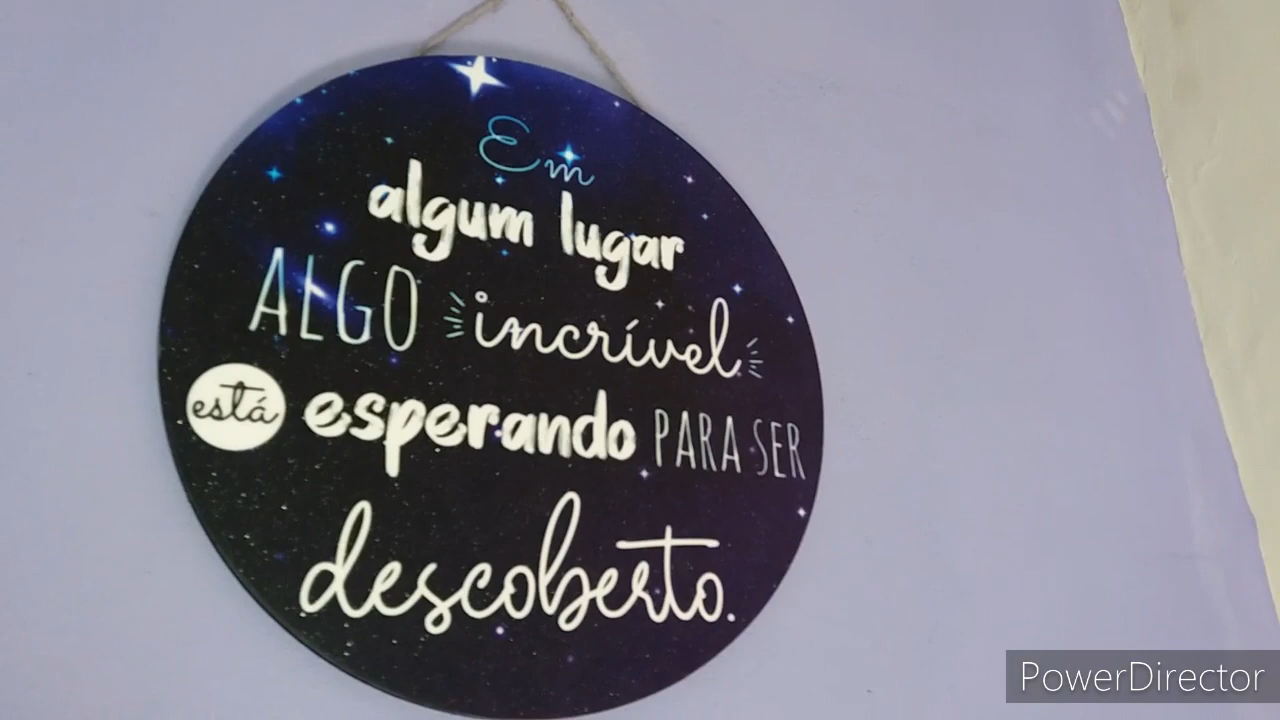 Em
algum lugar
ALGO incrível
está esperando PARA SER
descoberto.
PowerDirector